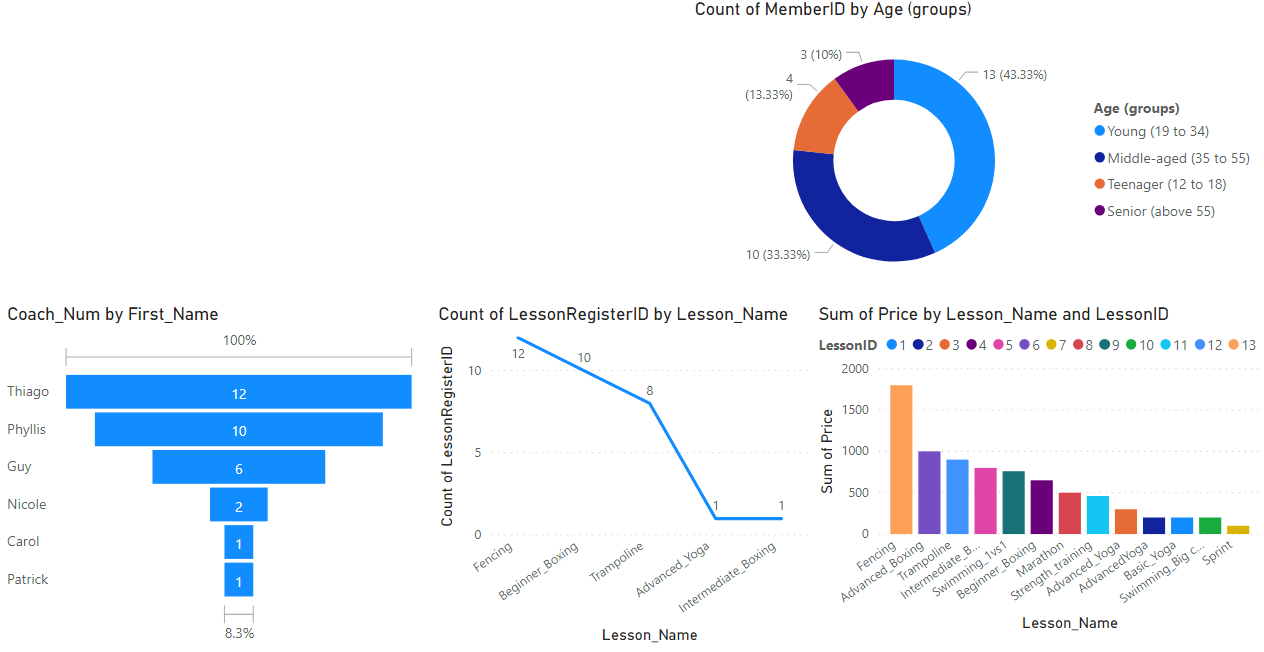 Count of MemberID by Age (groups)
3 (10%)
13 (43.33%)
4
(13.33%)
10 (33.33%)
Age (groups)
Young (19 to 34)
Middle-aged (35 to 55)
Teenager (12 to 18)
Senior (above 55)
Coach_Num by First_Name
100%
Thiago 12
Phyllis 10
Guy 6
Nicole 2
Carol 1
Patrick 1
8.3%
Count of LessonRegisterID by Lesson_Name
Count of LessonRegisterID
10
5
0
12
10
8
1
1
Fencing
Beginner_Boxing
Trampoline
Advanced_Yoga
Intermediate_Boxing
Lesson_Name
Sum of Price by Lesson_Name and LessonID
LessonID 1 2 3 4 5 6 7 8 9 10 11 12 13
Sum of Price
2000
1500
1000
500
0
Fencing
Advanced_Boxing
Trampoline
Intermediate_B...
Swimming_1vs1
Beginner_Boxing
Marathon
Strength_training
Advanced_Yoga
AdvancedYoga
Basic_Yoga
Swimming_Big c...
Sprint
Lesson_Name